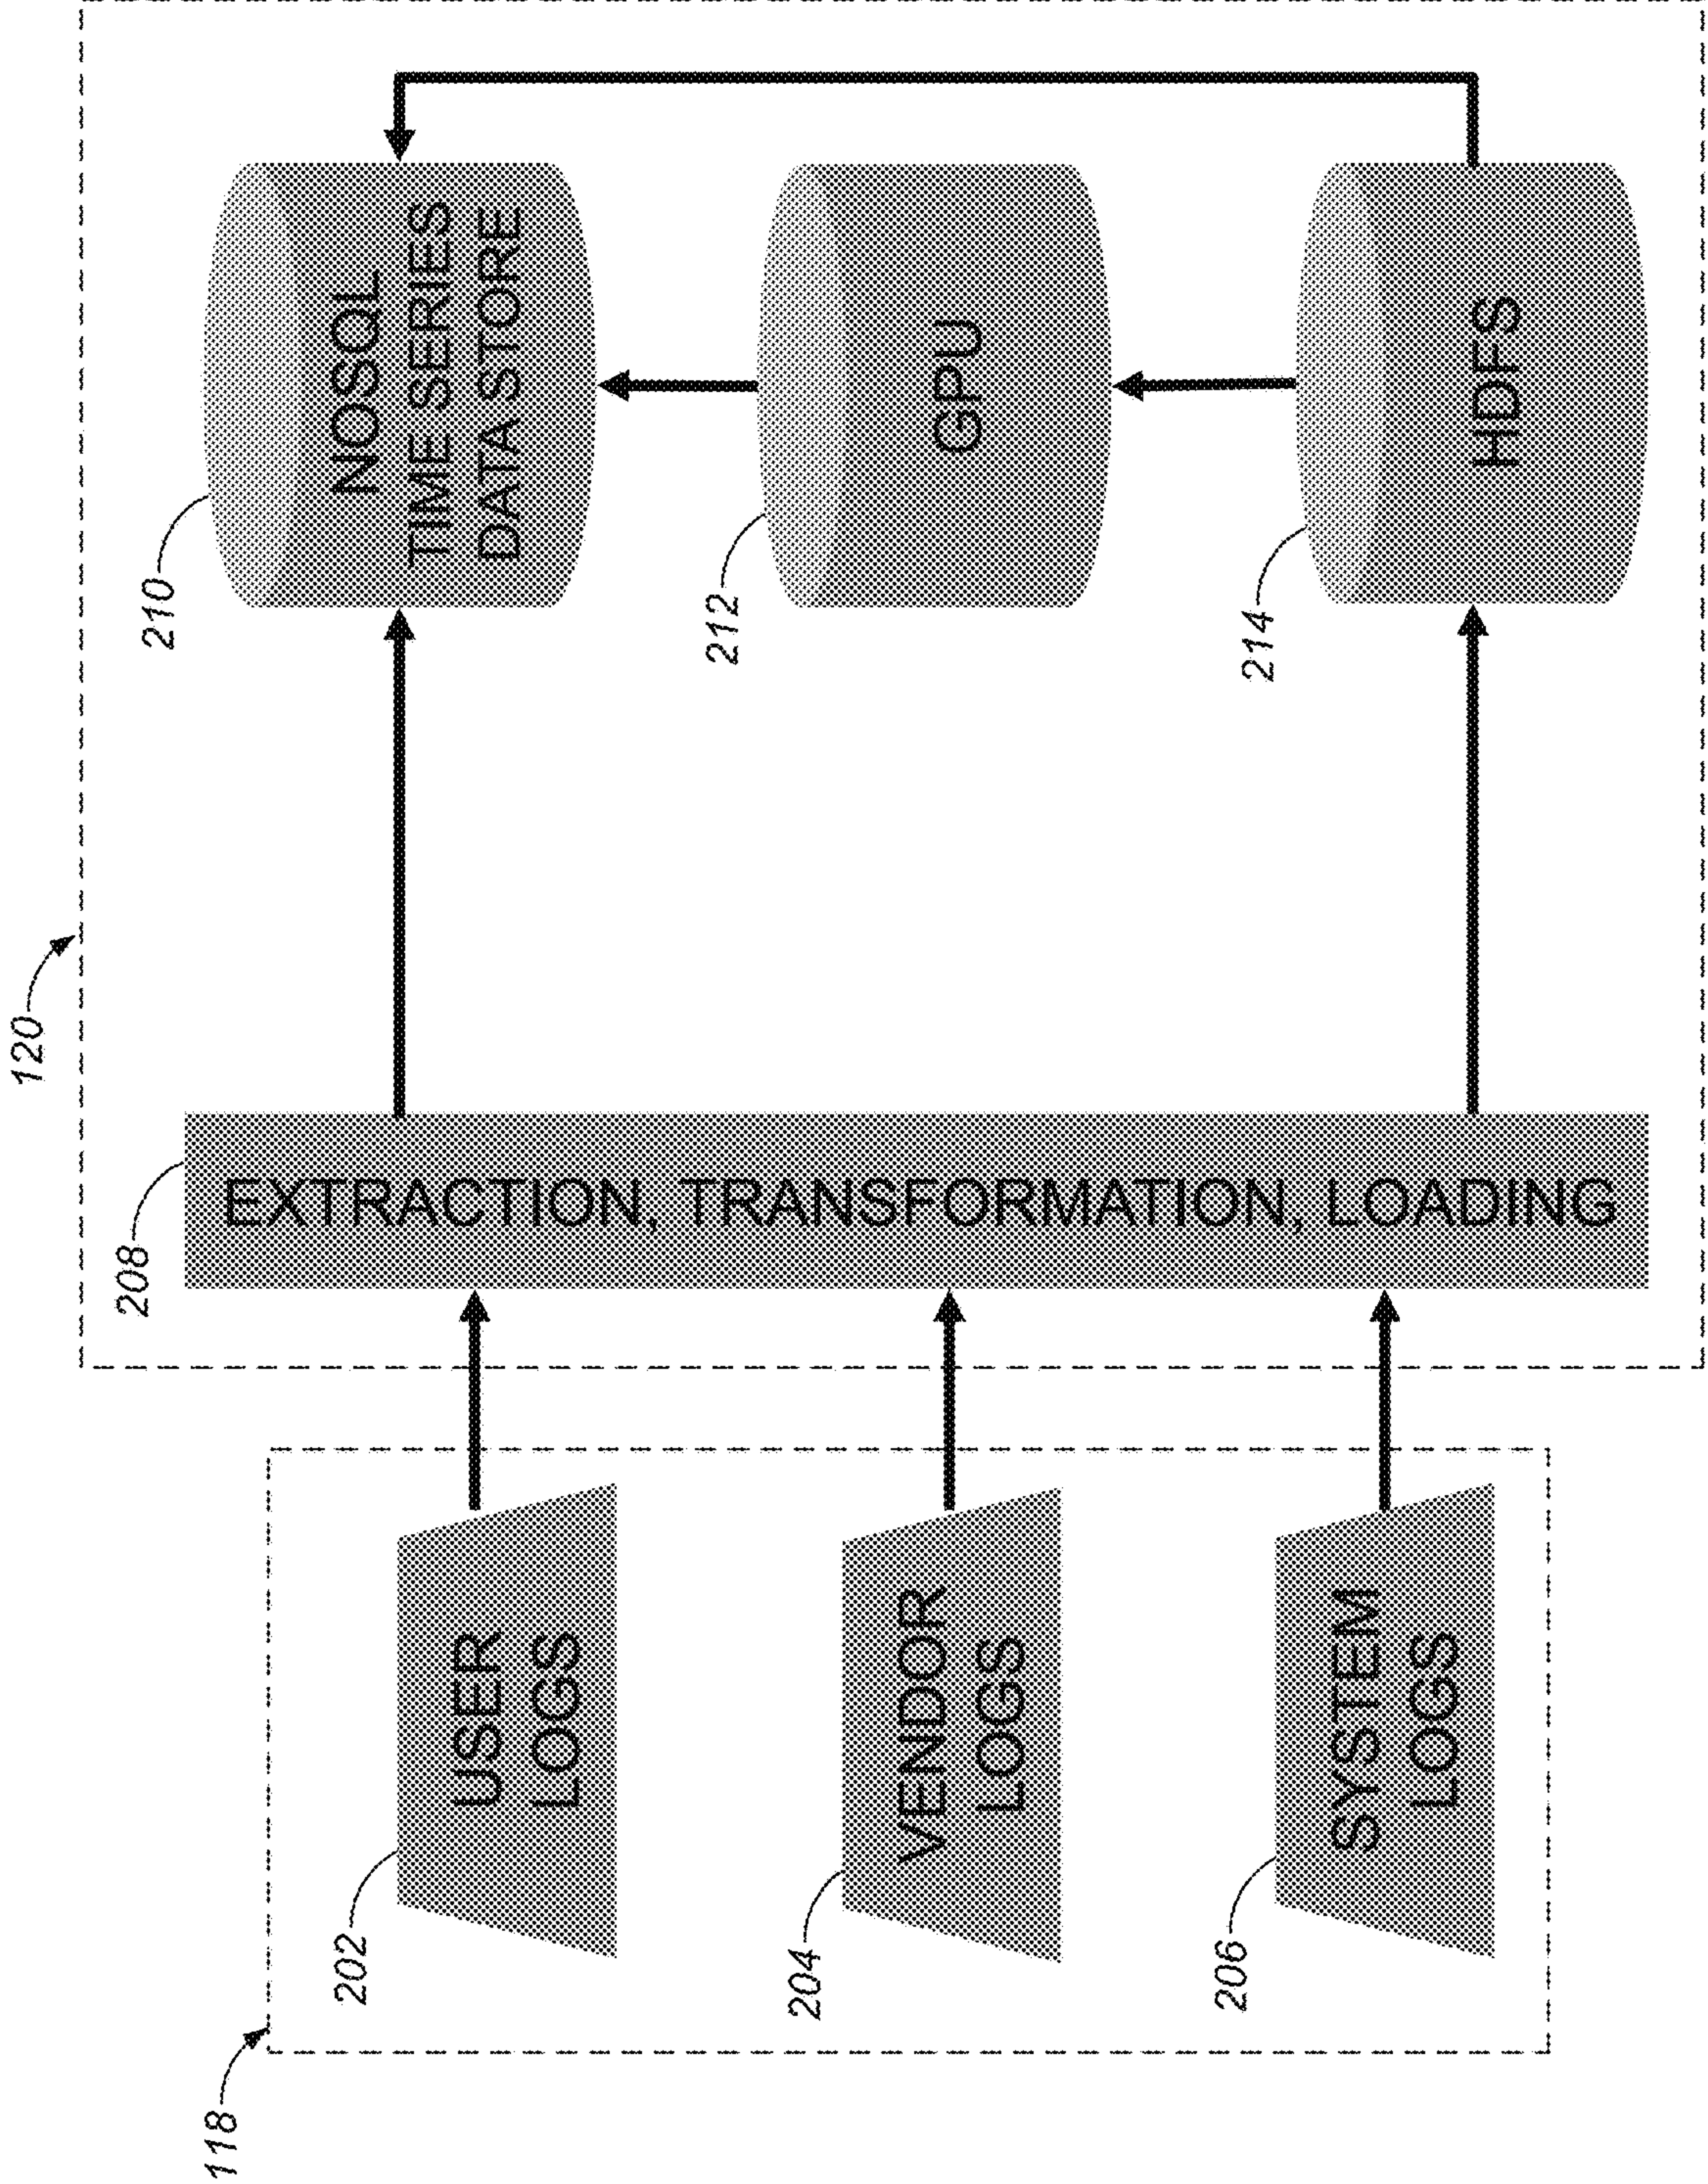 118
202
USER
LOGS
204
VENDOR
LOGS
206
SYSTEM
LOGS
120
208
EXTRACTION, TRANSFORMATION, LOADING
210
NOSQL
TIME SERIES
DATA STORE
212
GPU
214
HDFS